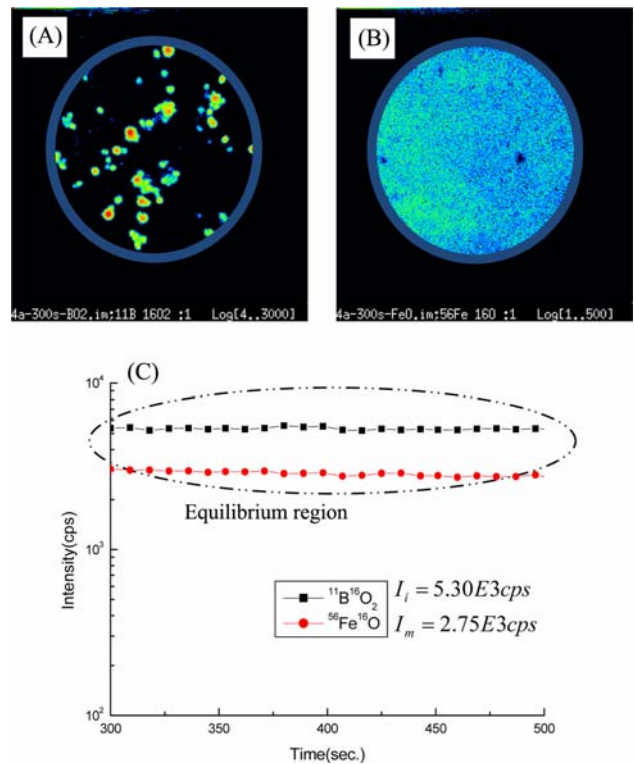 (A)
4a-300s-BO2.im;11B 16O2 :1 Log[4..3000]
(B)
4a-300s-FeO.im;56Fe 16O :1 Log[1..500]
(C)
Intensity(cps)
10⁴
10³
10²
Equilibrium region
¹¹B¹⁶O₂
⁵⁶Fe¹⁶O
I_i = 5.30E3cps
I_m = 2.75E3cps
300 350 400 450 500
Time(sec.)